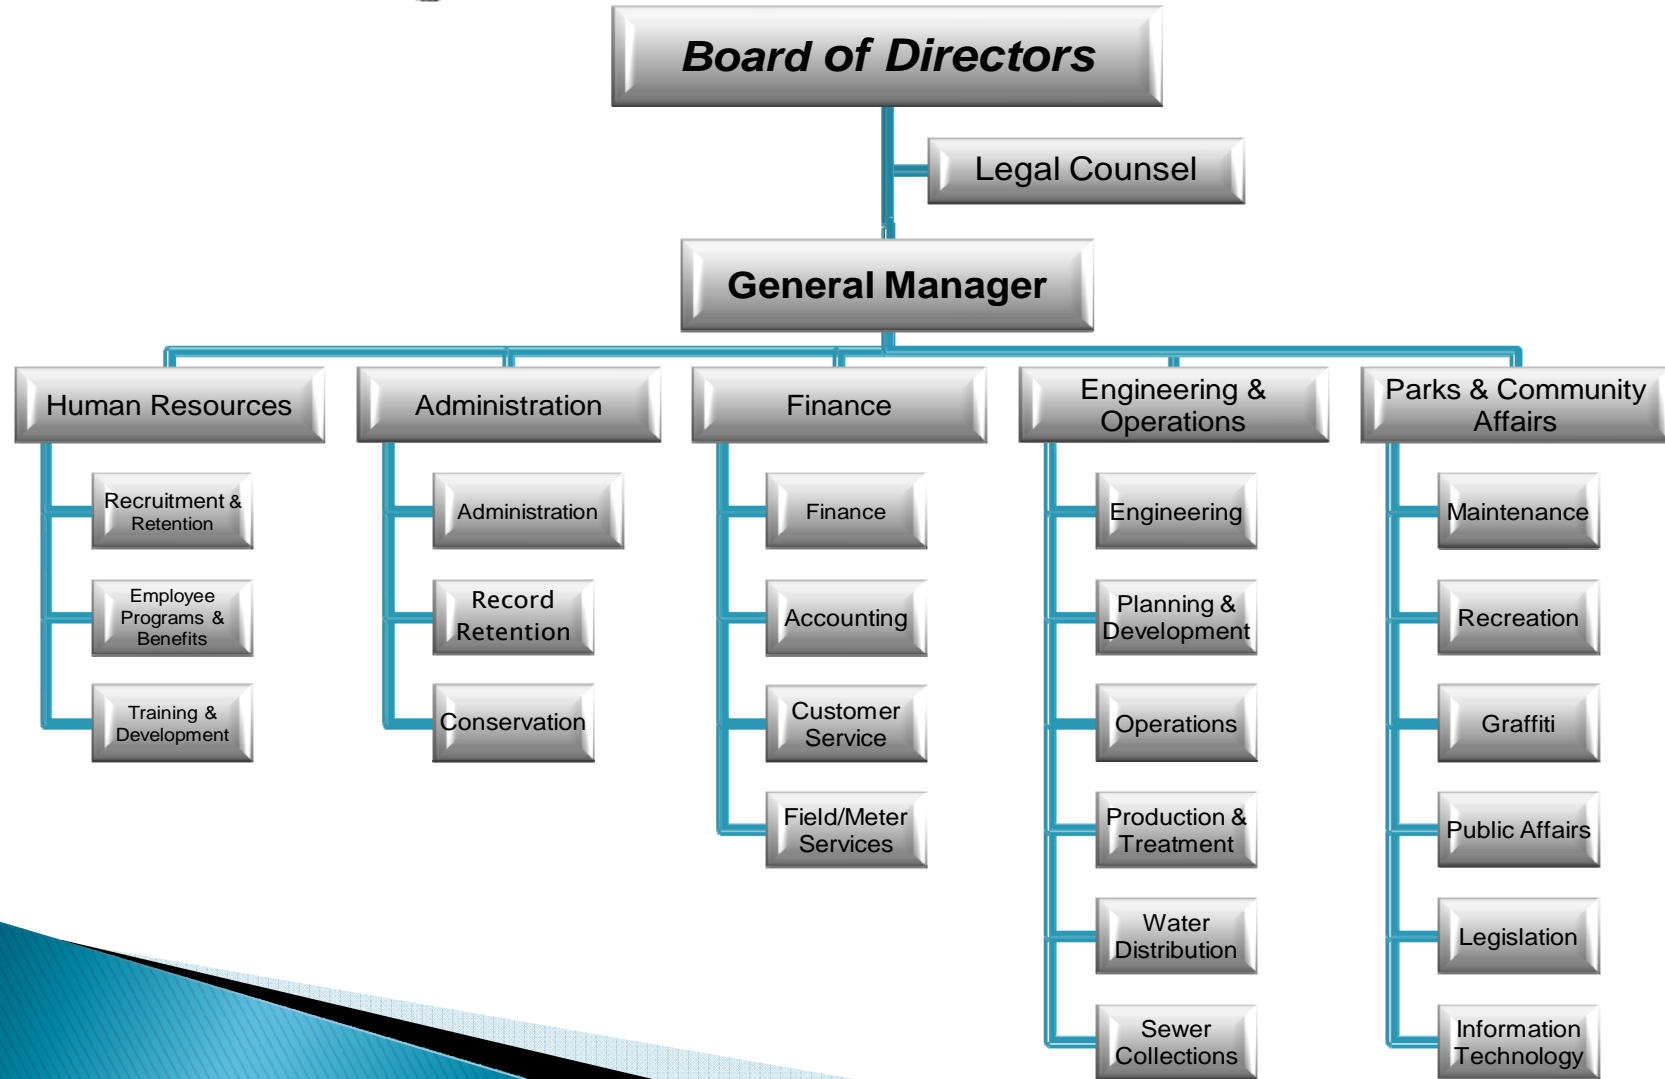 Board of Directors
Legal Counsel
General Manager
Human Resources
Recruitment &
Retention
Employee
Programs &
Benefits
Training &
Development
Administration
Administration
Record
Retention
Conservation
Finance
Finance
Accounting
Customer
Service
Field/Meter
Services
Engineering &
Operations
Engineering
Planning &
Development
Operations
Production &
Treatment
Water
Distribution
Sewer
Collections
Parks & Community
Affairs
Maintenance
Recreation
Graffiti
Public Affairs
Legislation
Information
Technology